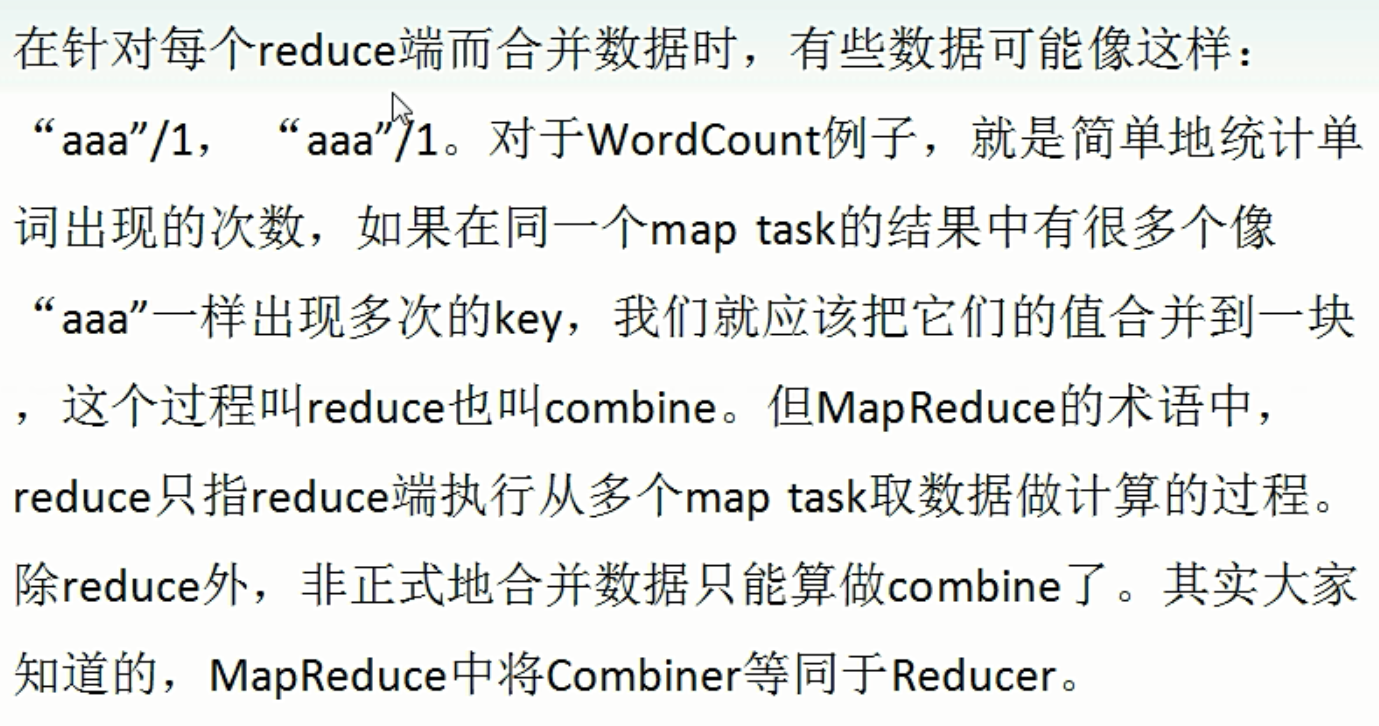 在针对每个reduce端而合并数据时，有些数据可能像这样：
“aaa”/1， “aaa”/1。对于WordCount例子，就是简单地统计单
词出现的次数，如果在同一个map task的结果中有很多个像
“aaa”一样出现多次的key，我们就应该把它们的值合并到一块
，这个过程叫reduce也叫combine。但MapReduce的术语中，
reduce只指reduce端执行从多个map task取数据做计算的过程。
除reduce外，非正式地合并数据只能算做combine了。其实大家
知道的，MapReduce中将Combiner等同于Reducer。